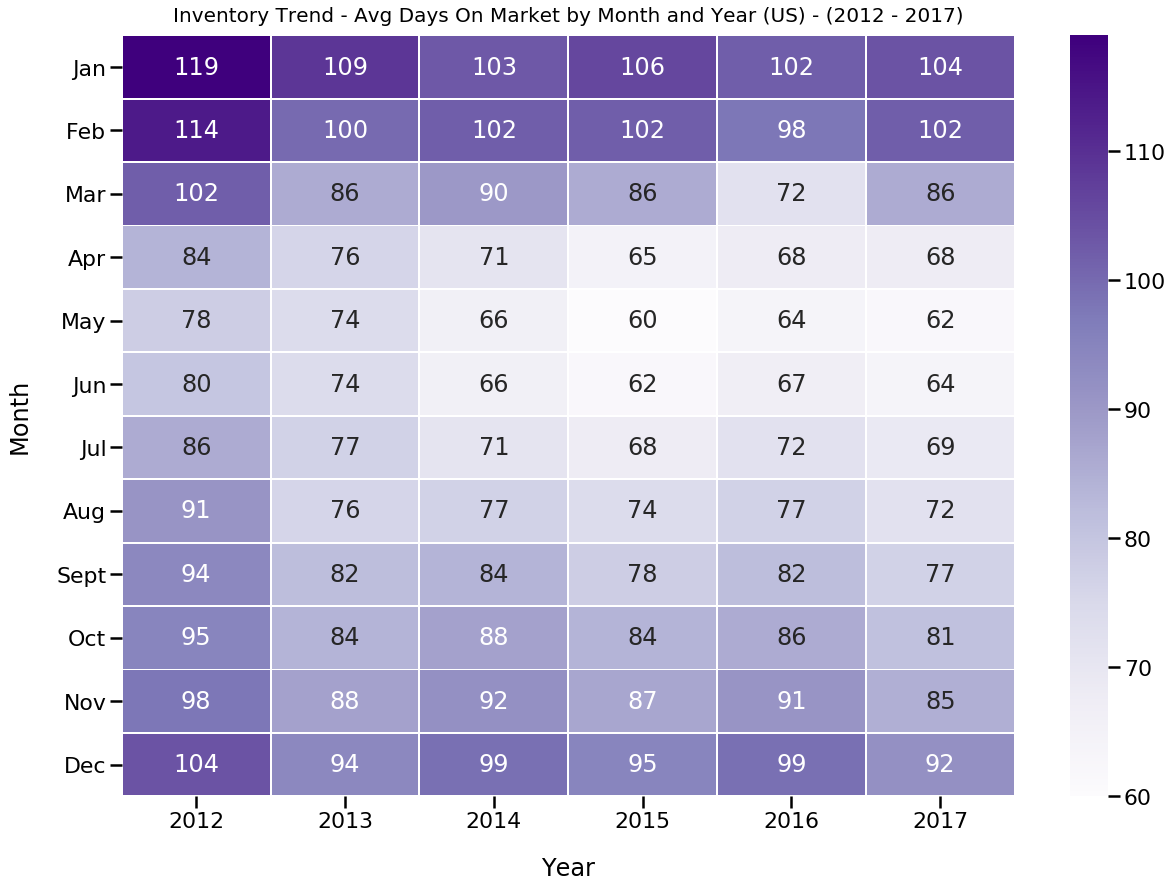 Inventory Trend - Avg Days On Market by Month and Year (US) - (2012 - 2017)
Jan 119 109 103 106 102 104
Feb 114 100 102 102 98 102
Mar 102 86 90 86 72 86
Apr 84 76 71 65 68 68
May 78 74 66 60 64 62
Jun 80 74 66 62 67 64
Jul 86 77 71 68 72 69
Aug 91 76 77 74 77 72
Sept 94 82 84 78 82 77
Oct 95 84 88 84 86 81
Nov 98 88 92 87 91 85
Dec 104 94 99 95 99 92
2012 2013 2014 2015 2016 2017
Month
Year
110
100
90
80
70
60